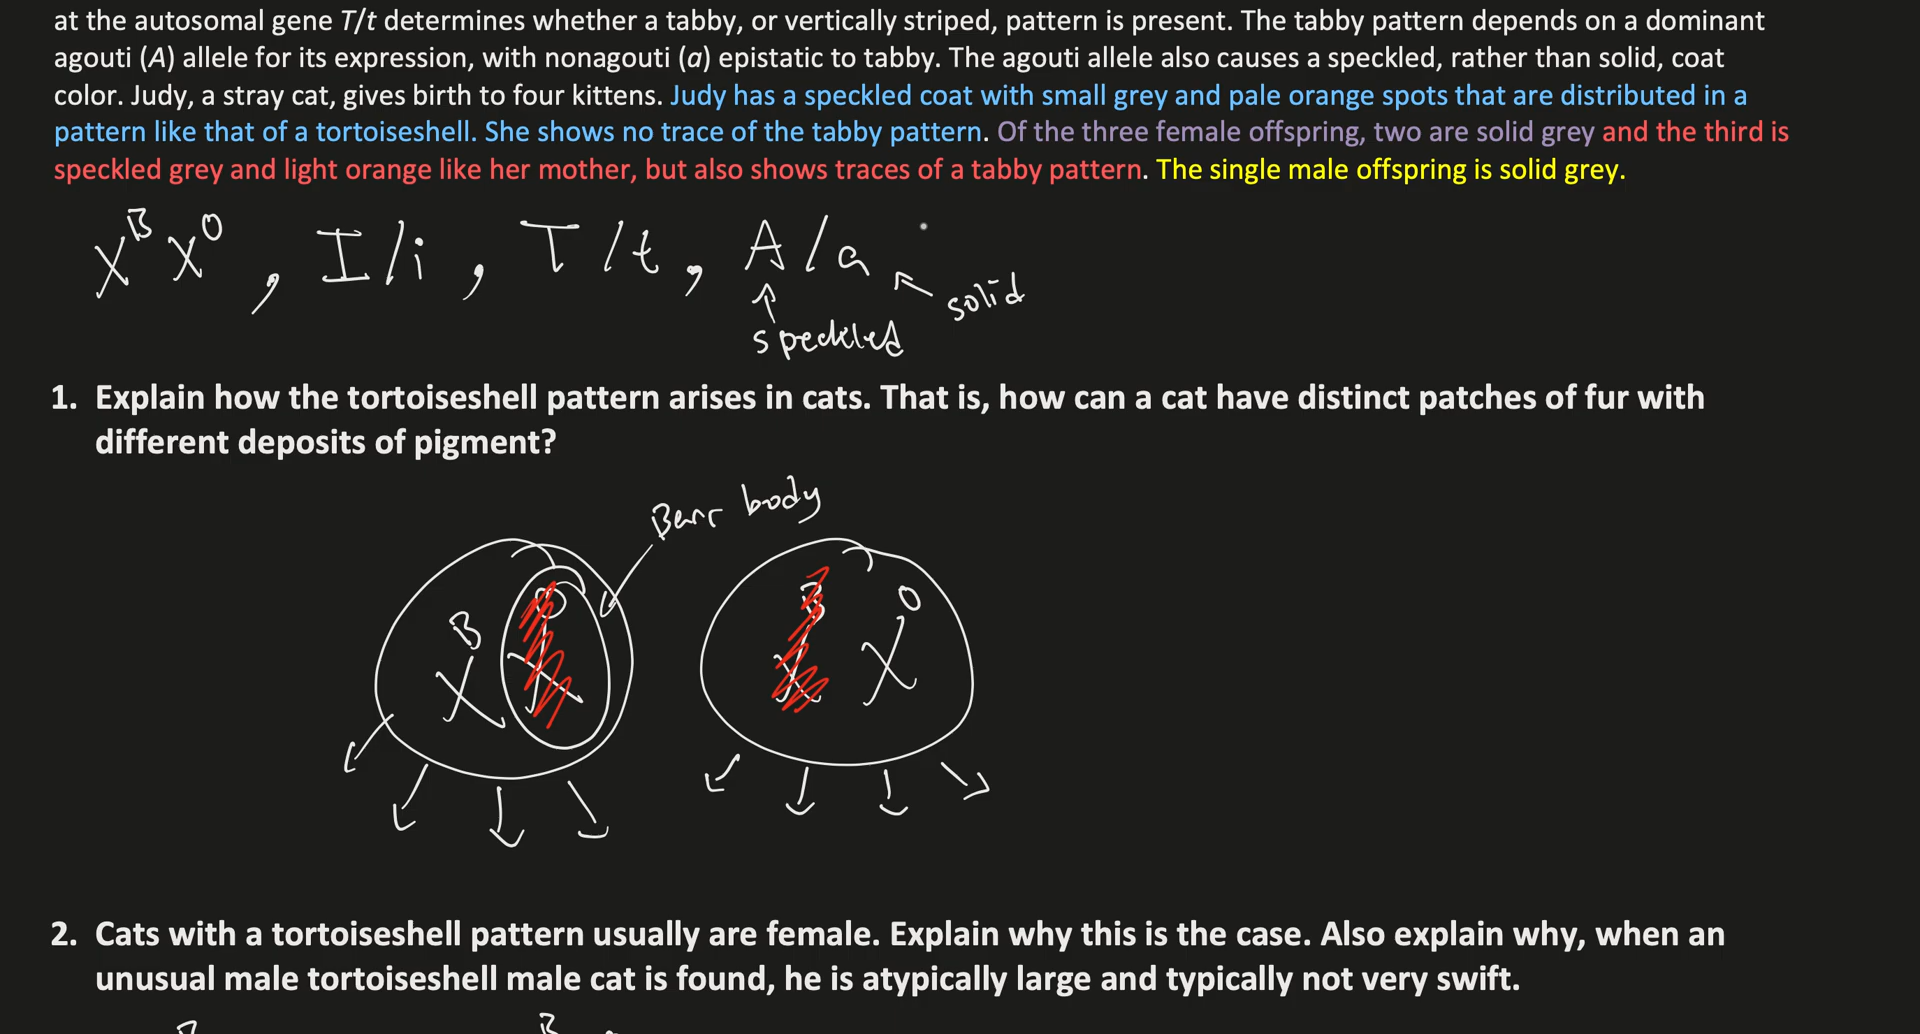 at the autosomal gene T/t determines whether a tabby, or vertically striped, pattern is present. The tabby pattern depends on a dominant
agouti (A) allele for its expression, with nonagouti (a) epistatic to tabby. The agouti allele also causes a speckled, rather than solid, coat
color. Judy, a stray cat, gives birth to four kittens. Judy has a speckled coat with small grey and pale orange spots that are distributed in a
pattern like that of a tortoiseshell. She shows no trace of the tabby pattern. Of the three female offspring, two are solid grey and the third is
speckled grey and light orange like her mother, but also shows traces of a tabby pattern. The single male offspring is solid grey.
X^B X^O , I/i , T/t , A/a
solid
speckled
1. Explain how the tortoiseshell pattern arises in cats. That is, how can a cat have distinct patches of fur with
different deposits of pigment?
Barr body
X^B X^O X^B X^O
2. Cats with a tortoiseshell pattern usually are female. Explain why this is the case. Also explain why, when an
unusual male tortoiseshell male cat is found, he is atypically large and typically not very swift.